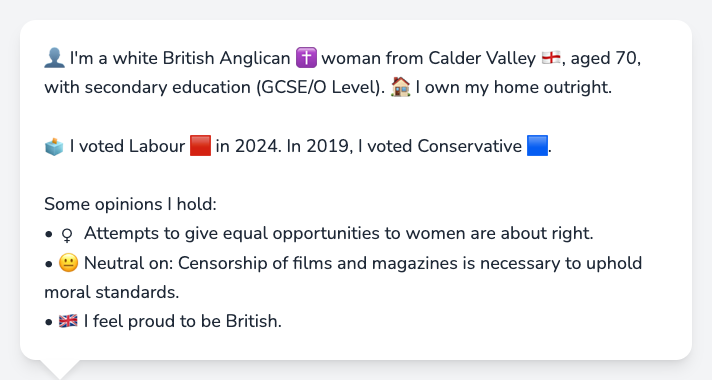 👤 I'm a white British Anglican ✝️ woman from Calder Valley 🏴󠁧󠁢󠁥󠁮󠁧󠁿, aged 70,
with secondary education (GCSE/O Level). 🏠 I own my home outright.
🗳️ I voted Labour 🟥 in 2024. In 2019, I voted Conservative 🟦.
Some opinions I hold:
• ♀ Attempts to give equal opportunities to women are about right.
• 😐 Neutral on: Censorship of films and magazines is necessary to uphold
moral standards.
• 🇬🇧 I feel proud to be British.